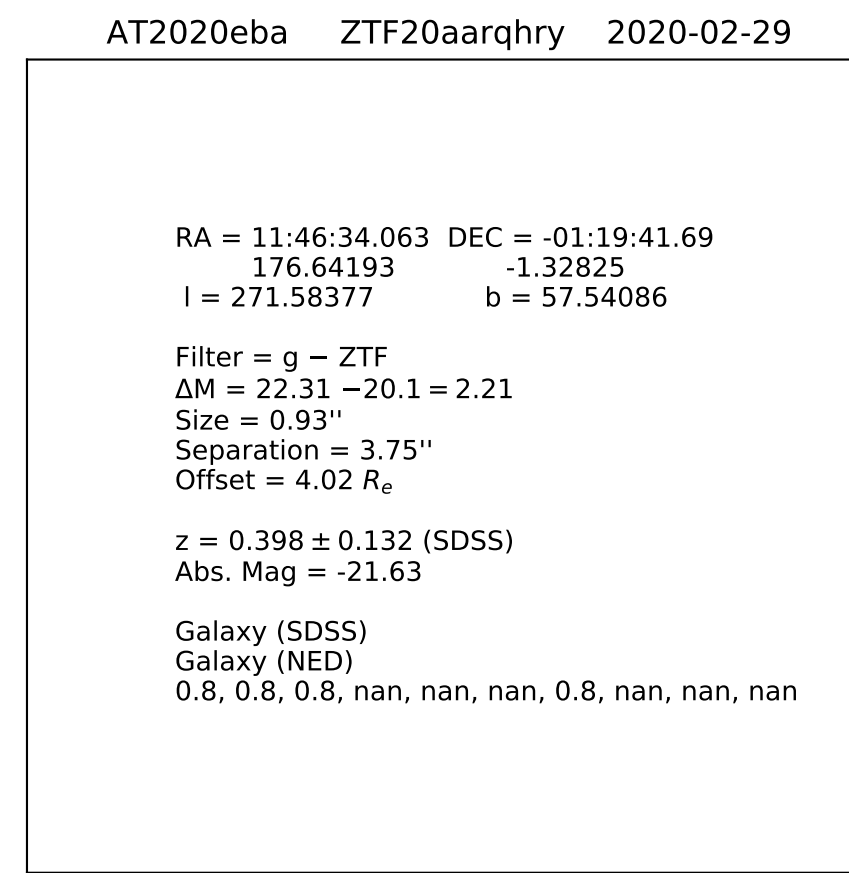 AT2020eba ZTF20aarqhry 2020-02-29
RA = 11:46:34.063 DEC = -01:19:41.69
176.64193 -1.32825
l = 271.58377 b = 57.54086
Filter = g − ZTF
ΔM = 22.31 −20.1 = 2.21
Size = 0.93''
Separation = 3.75''
Offset = 4.02 Re
z = 0.398 ± 0.132 (SDSS)
Abs. Mag = -21.63
Galaxy (SDSS)
Galaxy (NED)
0.8, 0.8, 0.8, nan, nan, nan, 0.8, nan, nan, nan